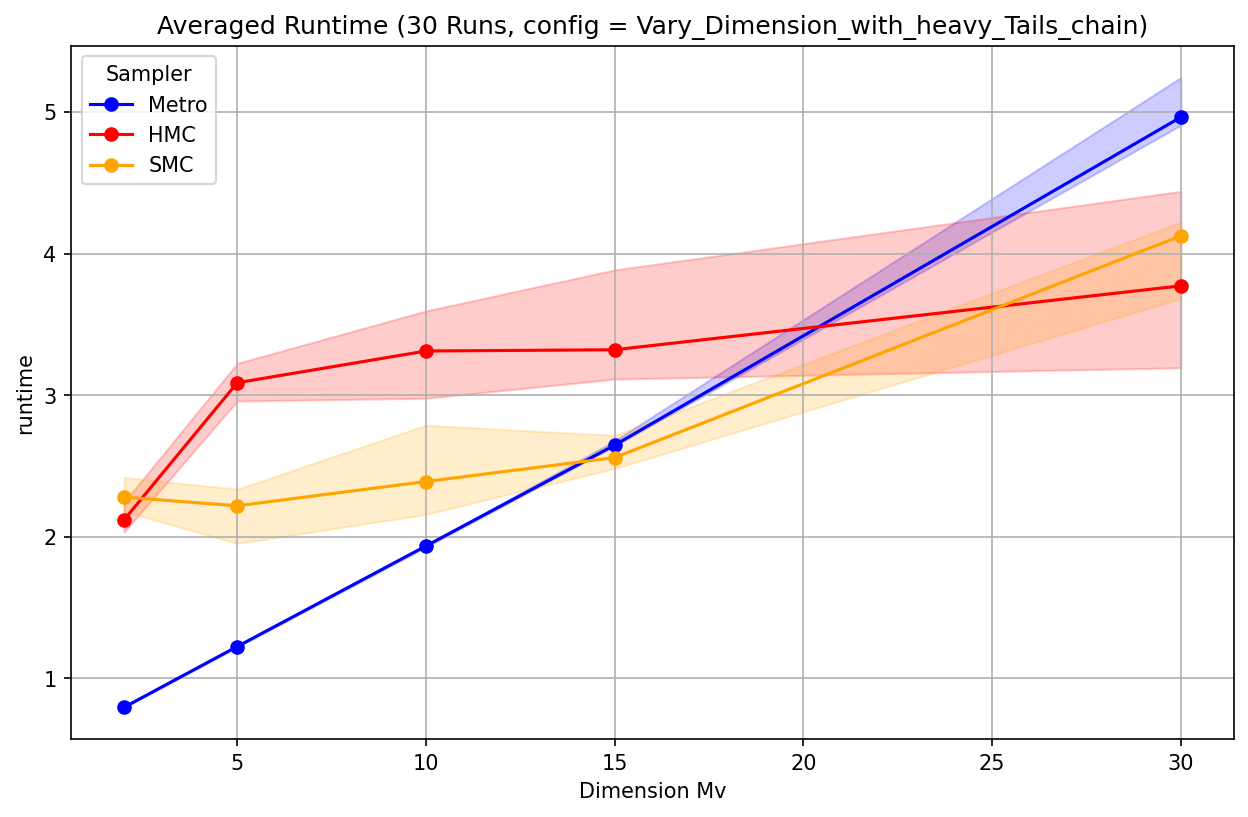 Averaged Runtime (30 Runs, config = Vary_Dimension_with_heavy_Tails_chain)
Sampler
Metro
HMC
SMC
5
4
3
2
1
runtime
5 10 15 20 25 30
Dimension Mv